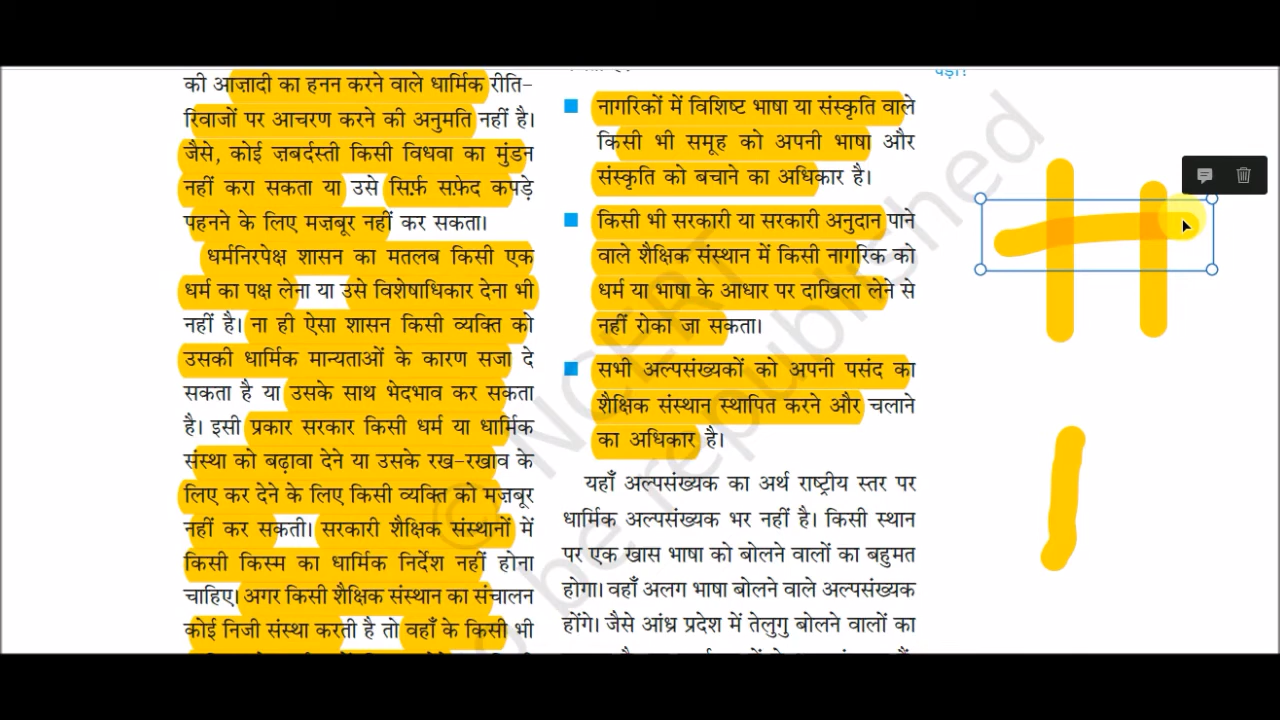 की आज़ादी का हनन करने वाले धार्मिक रीति-
रिवाजों पर आचरण करने की अनुमति नहीं है।
जैसे, कोई ज़बर्दस्ती किसी विधवा का मुंडन
नहीं करा सकता या उसे सिर्फ़ सफ़ेद कपड़े
पहनने के लिए मज़बूर नहीं कर सकता।
धर्मनिरपेक्ष शासन का मतलब किसी एक
धर्म का पक्ष लेना या उसे विशेषाधिकार देना भी
नहीं है। ना ही ऐसा शासन किसी व्यक्ति को
उसकी धार्मिक मान्यताओं के कारण सजा दे
सकता है या उसके साथ भेदभाव कर सकता
है। इसी प्रकार सरकार किसी धर्म या धार्मिक
संस्था को बढ़ावा देने या उसके रख-रखाव के
लिए कर देने के लिए किसी व्यक्ति को मज़बूर
नहीं कर सकती। सरकारी शैक्षिक संस्थानों में
किसी किस्म का धार्मिक निर्देश नहीं होना
चाहिए। अगर किसी शैक्षिक संस्थान का संचालन
कोई निजी संस्था करती है तो वहाँ के किसी भी
नागरिकों में विशिष्ट भाषा या संस्कृति वाले
किसी भी समूह को अपनी भाषा और
संस्कृति को बचाने का अधिकार है।
किसी भी सरकारी या सरकारी अनुदान पाने
वाले शैक्षिक संस्थान में किसी नागरिक को
धर्म या भाषा के आधार पर दाखिला लेने से
नहीं रोका जा सकता।
सभी अल्पसंख्यकों को अपनी पसंद का
शैक्षिक संस्थान स्थापित करने और चलाने
का अधिकार है।
यहाँ अल्पसंख्यक का अर्थ राष्ट्रीय स्तर पर
धार्मिक अल्पसंख्यक भर नहीं है। किसी स्थान
पर एक खास भाषा को बोलने वालों का बहुमत
होगा। वहाँ अलग भाषा बोलने वाले अल्पसंख्यक
होंगे। जैसे आंध्र प्रदेश में तेलुगु बोलने वालों का
© NCERT
be republished